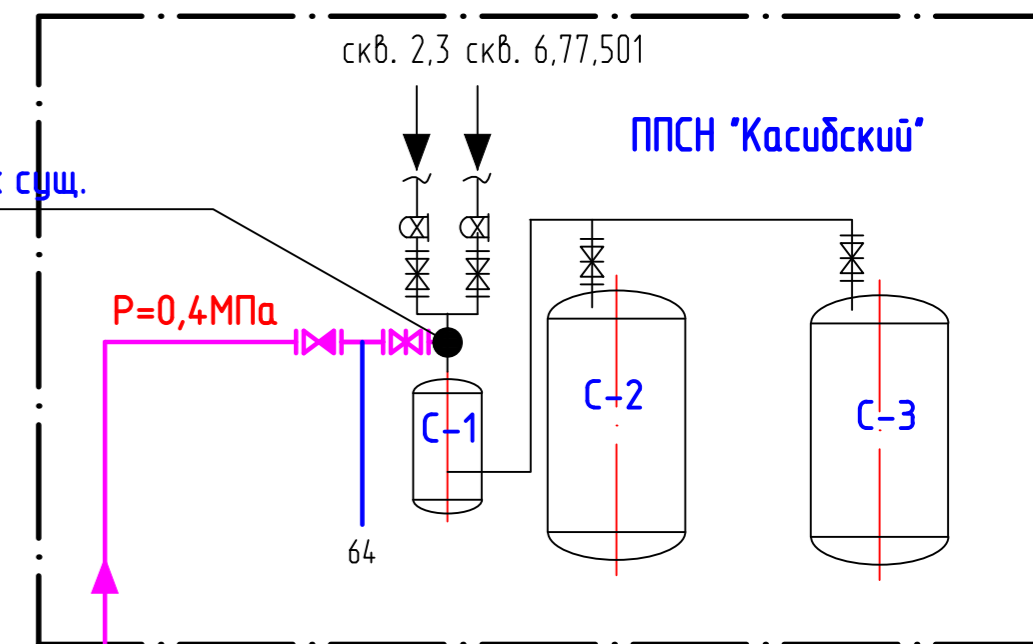 скв. 2,3 скв. 6,77,501
ППСН "Касибский"
к сущ.
Р=0,4МПа
С-2
С-3
С-1
64